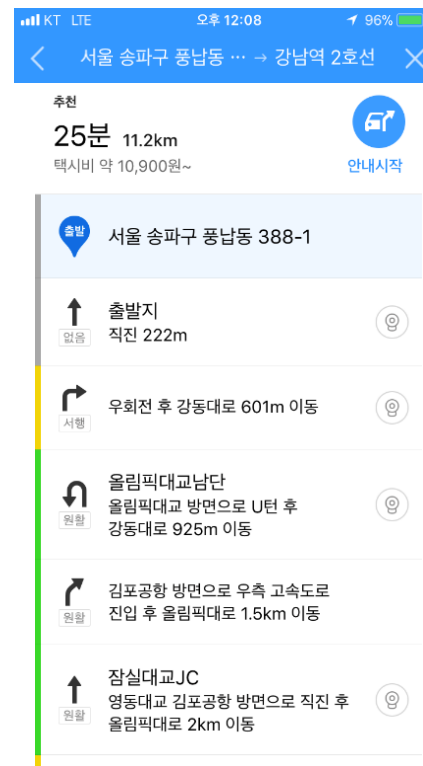 KT LTE 오후 12:08 96%
서울 송파구 풍납동 ··· → 강남역 2호선
추천
25분 11.2km
택시비 약 10,900원~
안내시작
출발
서울 송파구 풍납동 388-1
출발지
없음
직진 222m
우회전 후 강동대로 601m 이동
서행
올림픽대교남단
올림픽대교 방면으로 U턴 후
원활
강동대로 925m 이동
김포공항 방면으로 우측 고속도로
원활
진입 후 올림픽대로 1.5km 이동
잠실대교JC
영동대교 김포공항 방면으로 직진 후
원활
올림픽대로 2km 이동